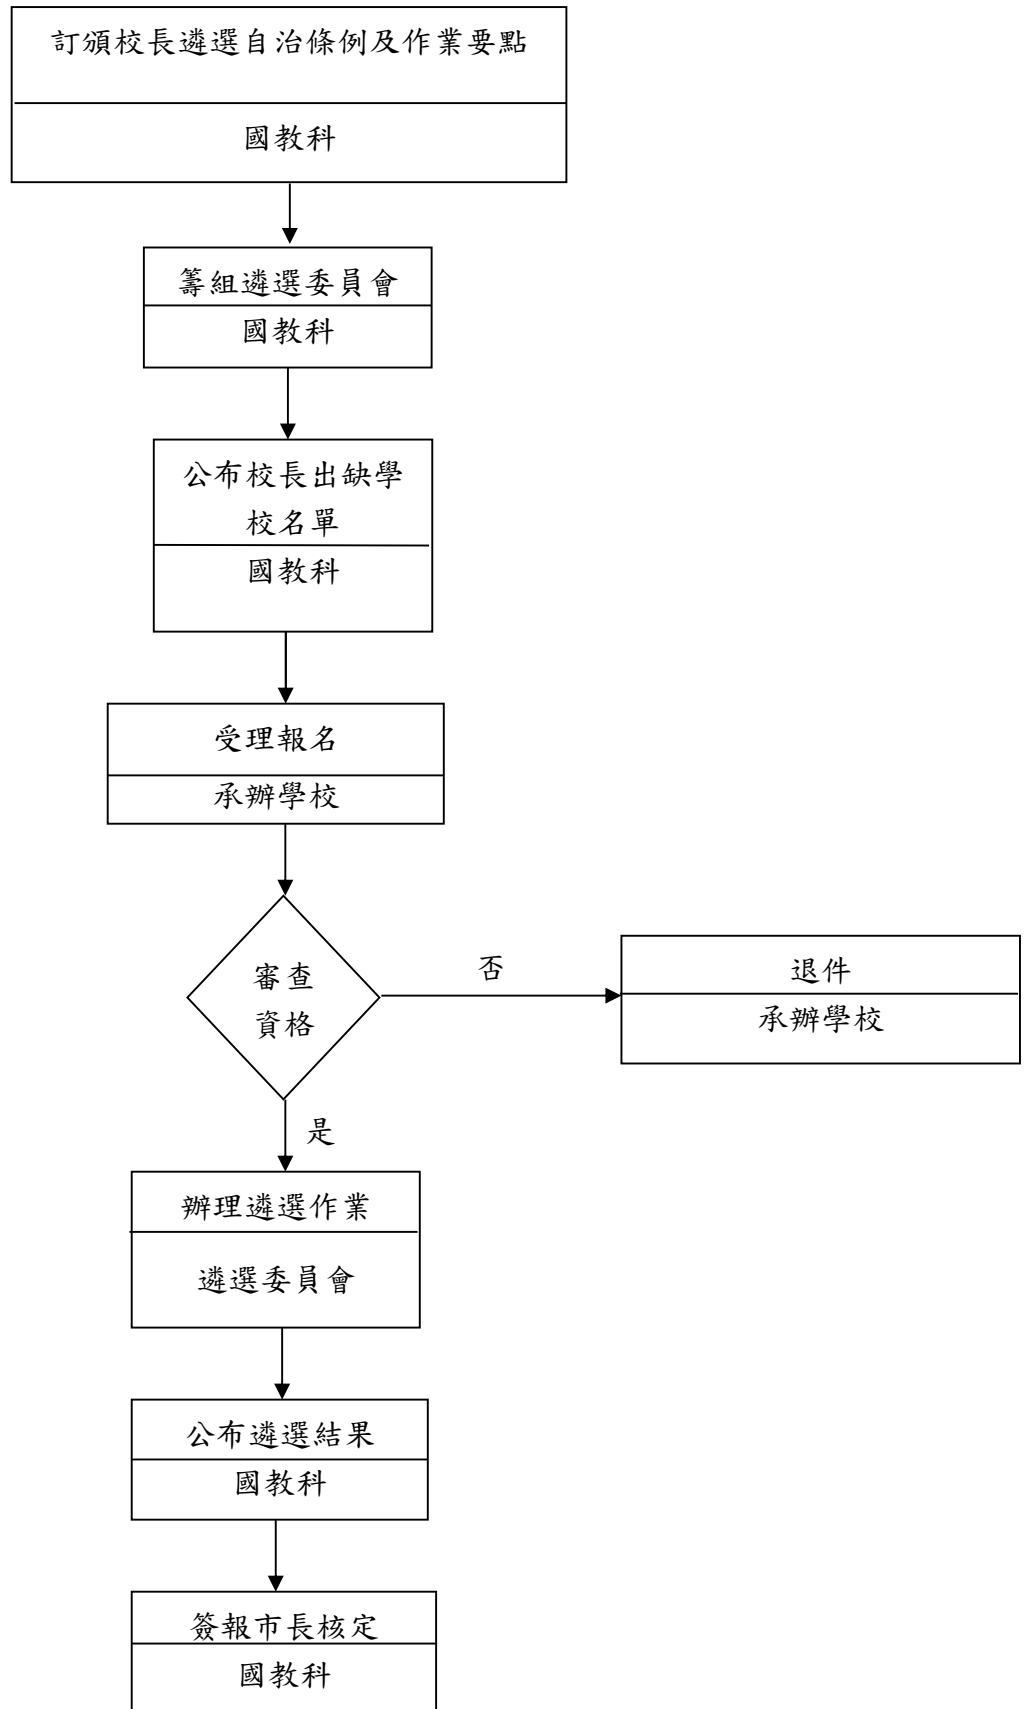 訂頒校長遴選自治條例及作業要點
國教科
籌組遴選委員會
國教科
公布校長出缺學
校名單
國教科
受理報名
承辦學校
審查
資格
否
退件
承辦學校
是
辦理遴選作業
遴選委員會
公布遴選結果
國教科
簽報市長核定
國教科